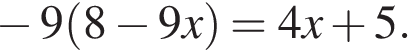 − 9(8 − 9x) = 4x + 5.